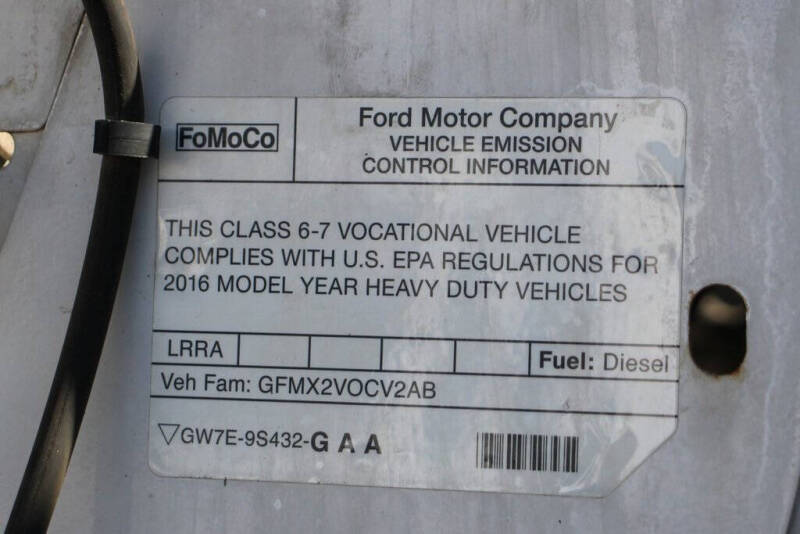 FoMoCo
Ford Motor Company
VEHICLE EMISSION
CONTROL INFORMATION
THIS CLASS 6-7 VOCATIONAL VEHICLE
COMPLIES WITH U.S. EPA REGULATIONS FOR
2016 MODEL YEAR HEAVY DUTY VEHICLES
LRRA
Fuel: Diesel
Veh Fam: GFMX2VOCV2AB
▽GW7E-9S432-GAA